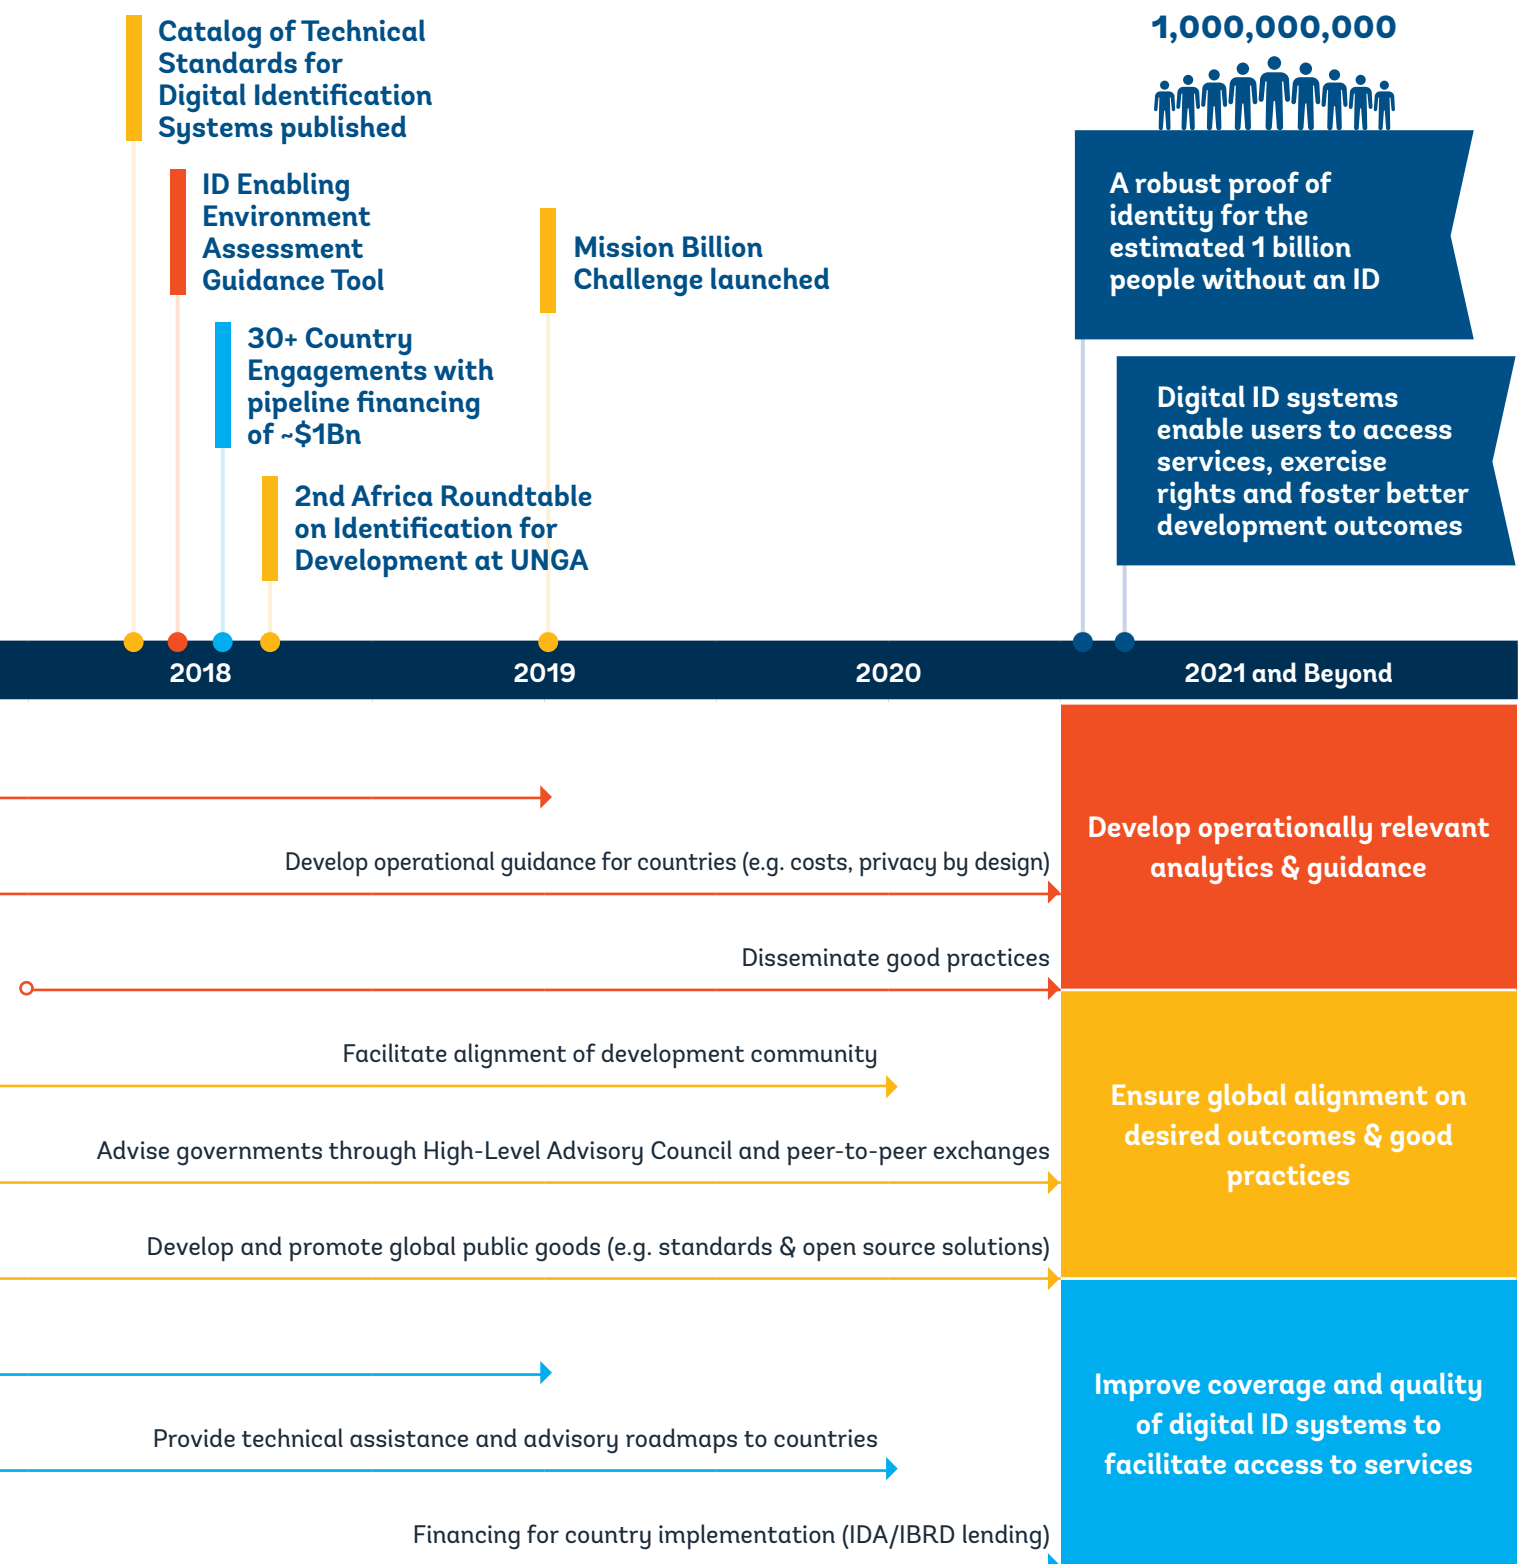 Catalog of Technical
Standards for
Digital Identification
Systems published
ID Enabling
Environment
Assessment
Guidance Tool
30+ Country
Engagements with
pipeline financing
of ~$1Bn
2nd Africa Roundtable
on Identification for
Development at UNGA
Mission Billion
Challenge launched
1,000,000,000
A robust proof of
identity for the
estimated 1 billion
people without an ID
Digital ID systems
enable users to access
services, exercise
rights and foster better
development outcomes
2018
2019
2020
2021 and Beyond
Develop operational guidance for countries (e.g. costs, privacy by design)
Disseminate good practices
Develop operationally relevant
analytics & guidance
Facilitate alignment of development community
Advise governments through High-Level Advisory Council and peer-to-peer exchanges
Develop and promote global public goods (e.g. standards & open source solutions)
Ensure global alignment on
desired outcomes & good
practices
Provide technical assistance and advisory roadmaps to countries
Financing for country implementation (IDA/IBRD lending)
Improve coverage and quality
of digital ID systems to
facilitate access to services